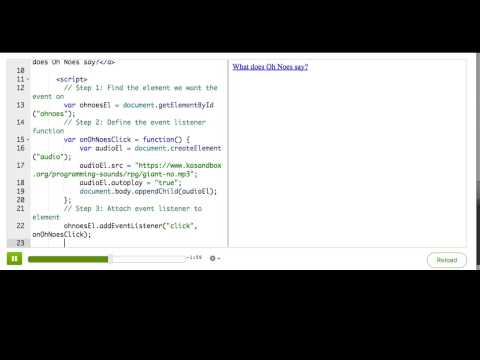 does Oh Noes say?</a>
10
11 <script>
12 // Step 1: Find the element we want the
event on
13 var ohnoesEl = document.getElementById
("ohnoes");
14 // Step 2: Define the event listener
function
15 var onOhNoesClick = function() {
16 var audioEl = document.createElement
("audio");
17 audioEl.src = "https://www.kasandbox
.org/programming-sounds/rpg/giant-no.mp3";
18 audioEl.autoplay = "true";
19 document.body.appendChild(audioEl);
20 };
21 // Step 3: Attach event listener to
element
22 ohnoesEl.addEventListener("click",
onOhNoesClick);
23
What does Oh Noes say?
-1:59
Reload